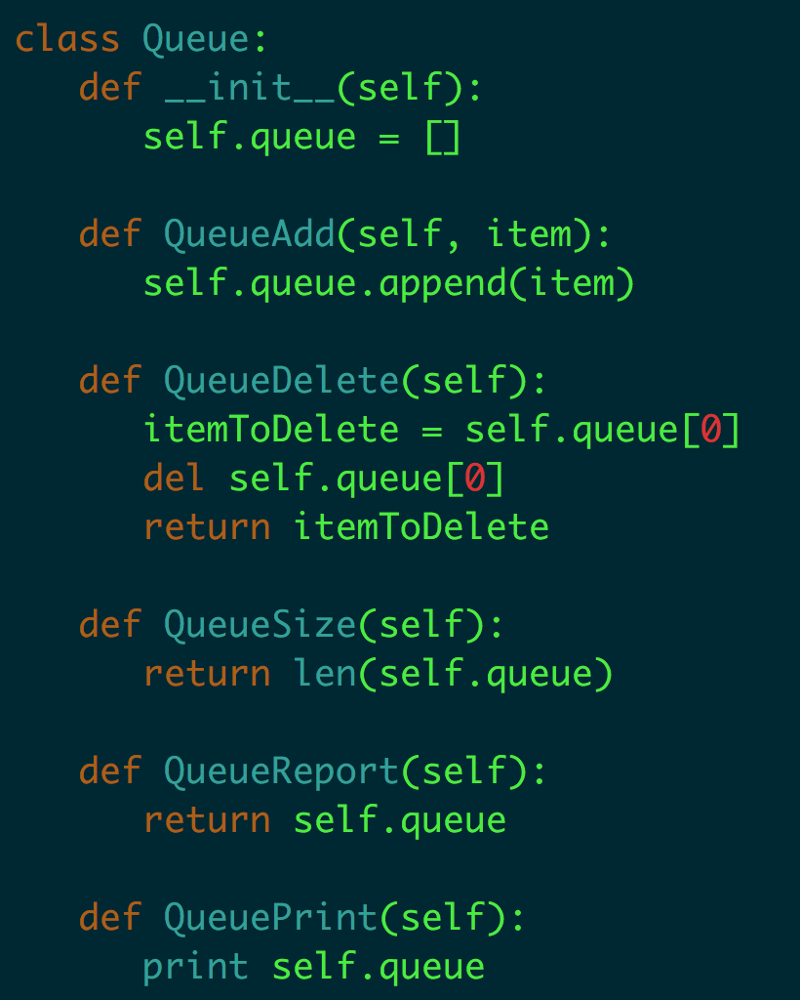 class Queue:
   def __init__(self):
      self.queue = []

   def QueueAdd(self, item):
      self.queue.append(item)

   def QueueDelete(self):
      itemToDelete = self.queue[0]
      del self.queue[0]
      return itemToDelete

   def QueueSize(self):
      return len(self.queue)

   def QueueReport(self):
      return self.queue

   def QueuePrint(self):
      print self.queue